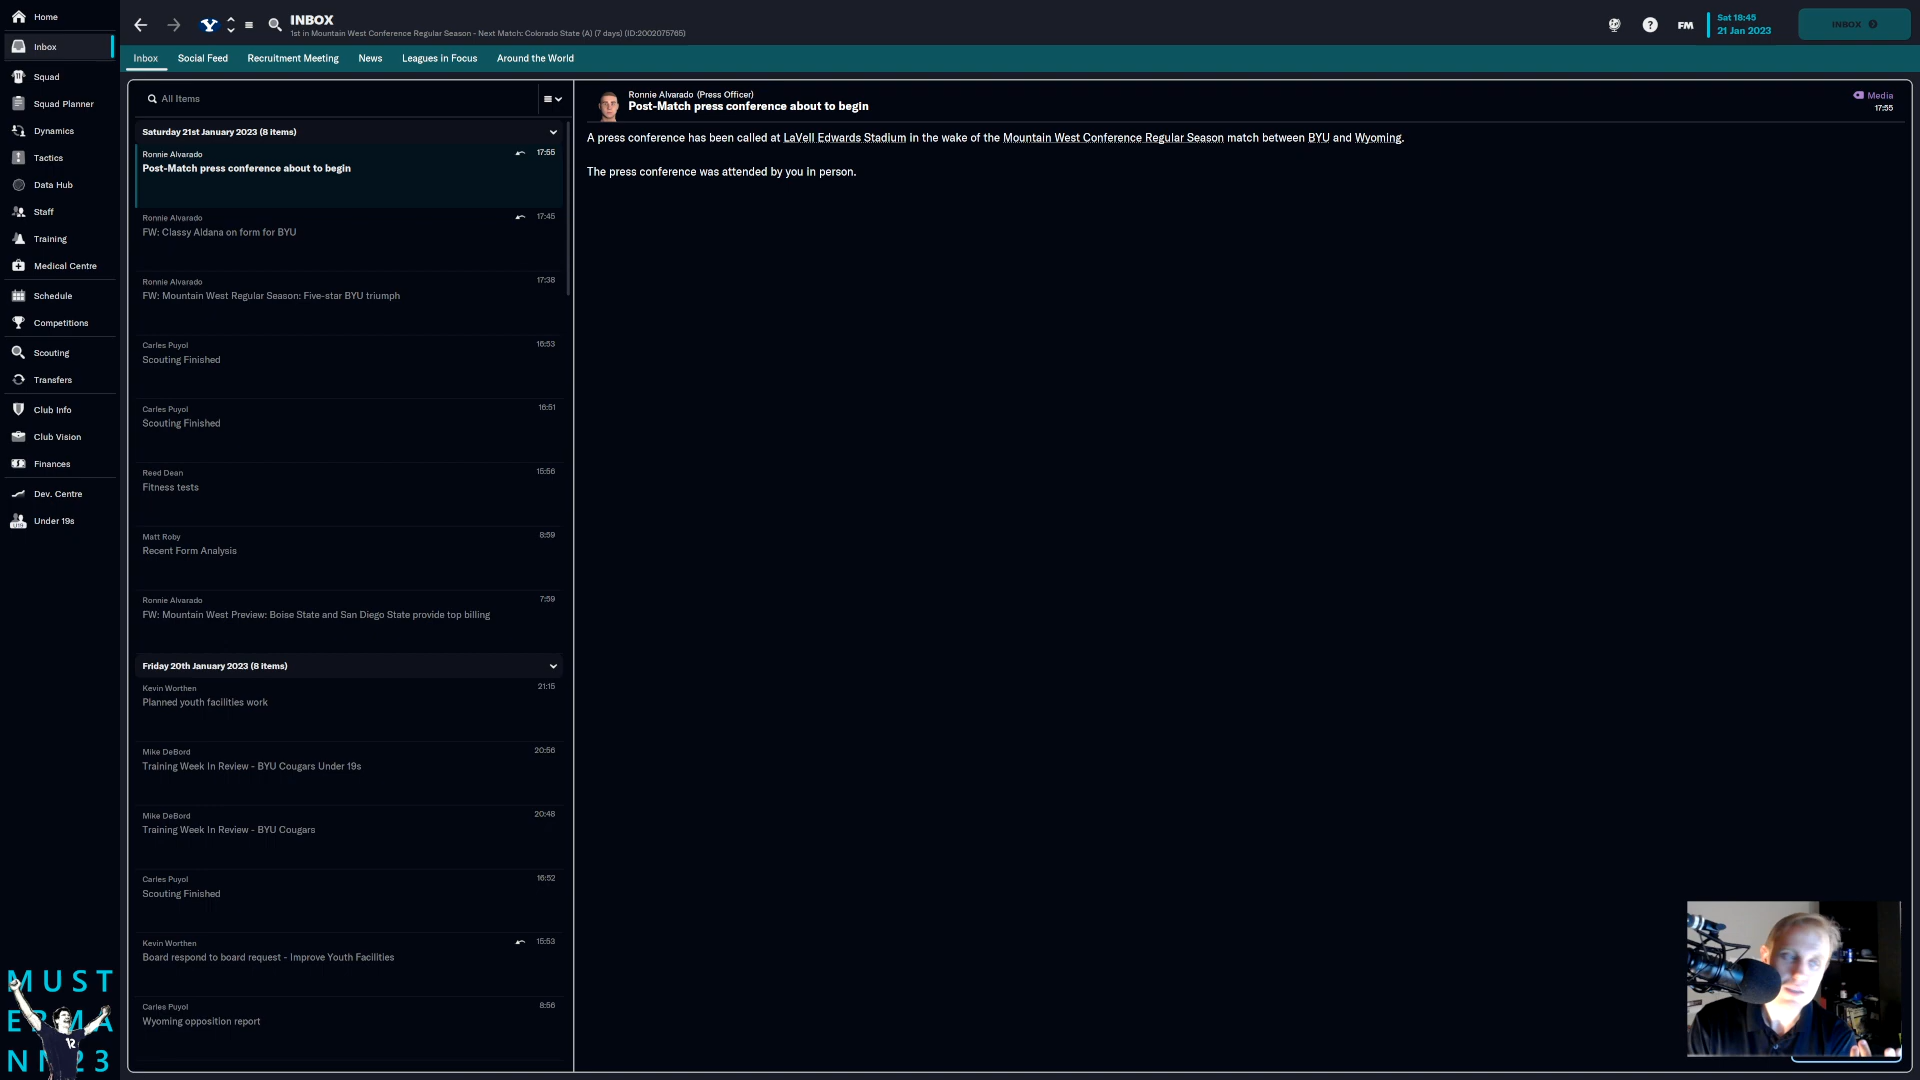 Home
Inbox
Squad
Squad Planner
Dynamics
Tactics
Data Hub
Staff
Training
Medical Centre
Schedule
Competitions
Scouting
Transfers
Club Info
Club Vision
Finances
Dev. Centre
Under 19s
MUST
ERMA
NN23
INBOX
1st in Mountain West Conference Regular Season - Next Match: Colorado State (A) (7 days) (ID:2002075765)
FM
Sat 18:45
21 Jan 2023
INBOX
Inbox
Social Feed
Recruitment Meeting
News
Leagues in Focus
Around the World
All Items
Saturday 21st January 2023 (8 items)
Ronnie Alvarado 17:55
Post-Match press conference about to begin
Ronnie Alvarado 17:45
FW: Classy Aldana on form for BYU
Ronnie Alvarado 17:38
FW: Mountain West Regular Season: Five-star BYU triumph
Carles Puyol 16:53
Scouting Finished
Carles Puyol 16:51
Scouting Finished
Reed Dean 15:56
Fitness tests
Matt Roby 8:59
Recent Form Analysis
Ronnie Alvarado 7:59
FW: Mountain West Preview: Boise State and San Diego State provide top billing
Friday 20th January 2023 (8 items)
Kevin Worthen 21:15
Planned youth facilities work
Mike DeBord 20:56
Training Week In Review - BYU Cougars Under 19s
Mike DeBord 20:48
Training Week In Review - BYU Cougars
Carles Puyol 16:52
Scouting Finished
Kevin Worthen 15:53
Board respond to board request - Improve Youth Facilities
Carles Puyol 8:56
Wyoming opposition report
Ronnie Alvarado (Press Officer)
Post-Match press conference about to begin
Media
17:55
A press conference has been called at LaVell Edwards Stadium in the wake of the Mountain West Conference Regular Season match between BYU and Wyoming.
The press conference was attended by you in person.